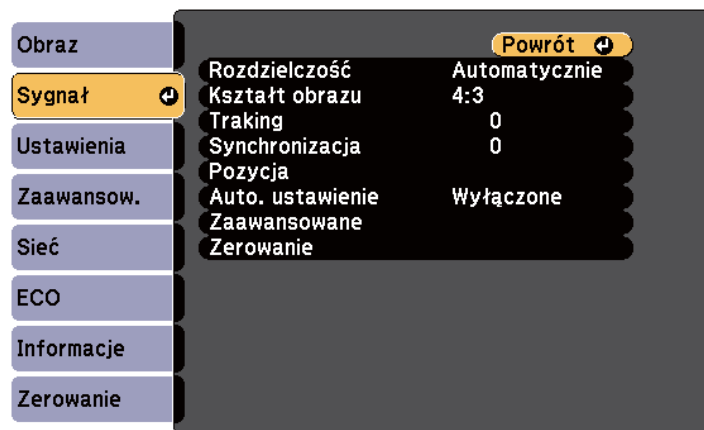 Obraz
Sygnał
Ustawienia
Zaawansow.
Sieć
ECO
Informacje
Zerowanie
Powrót
Rozdzielczość Automatycznie
Kształt obrazu 4:3
Traking 0
Synchronizacja 0
Pozycja
Auto. ustawienie Wyłączone
Zaawansowane
Zerowanie